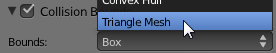 Convex Hull
Collision B
Triangle Mesh
Bounds:
Box